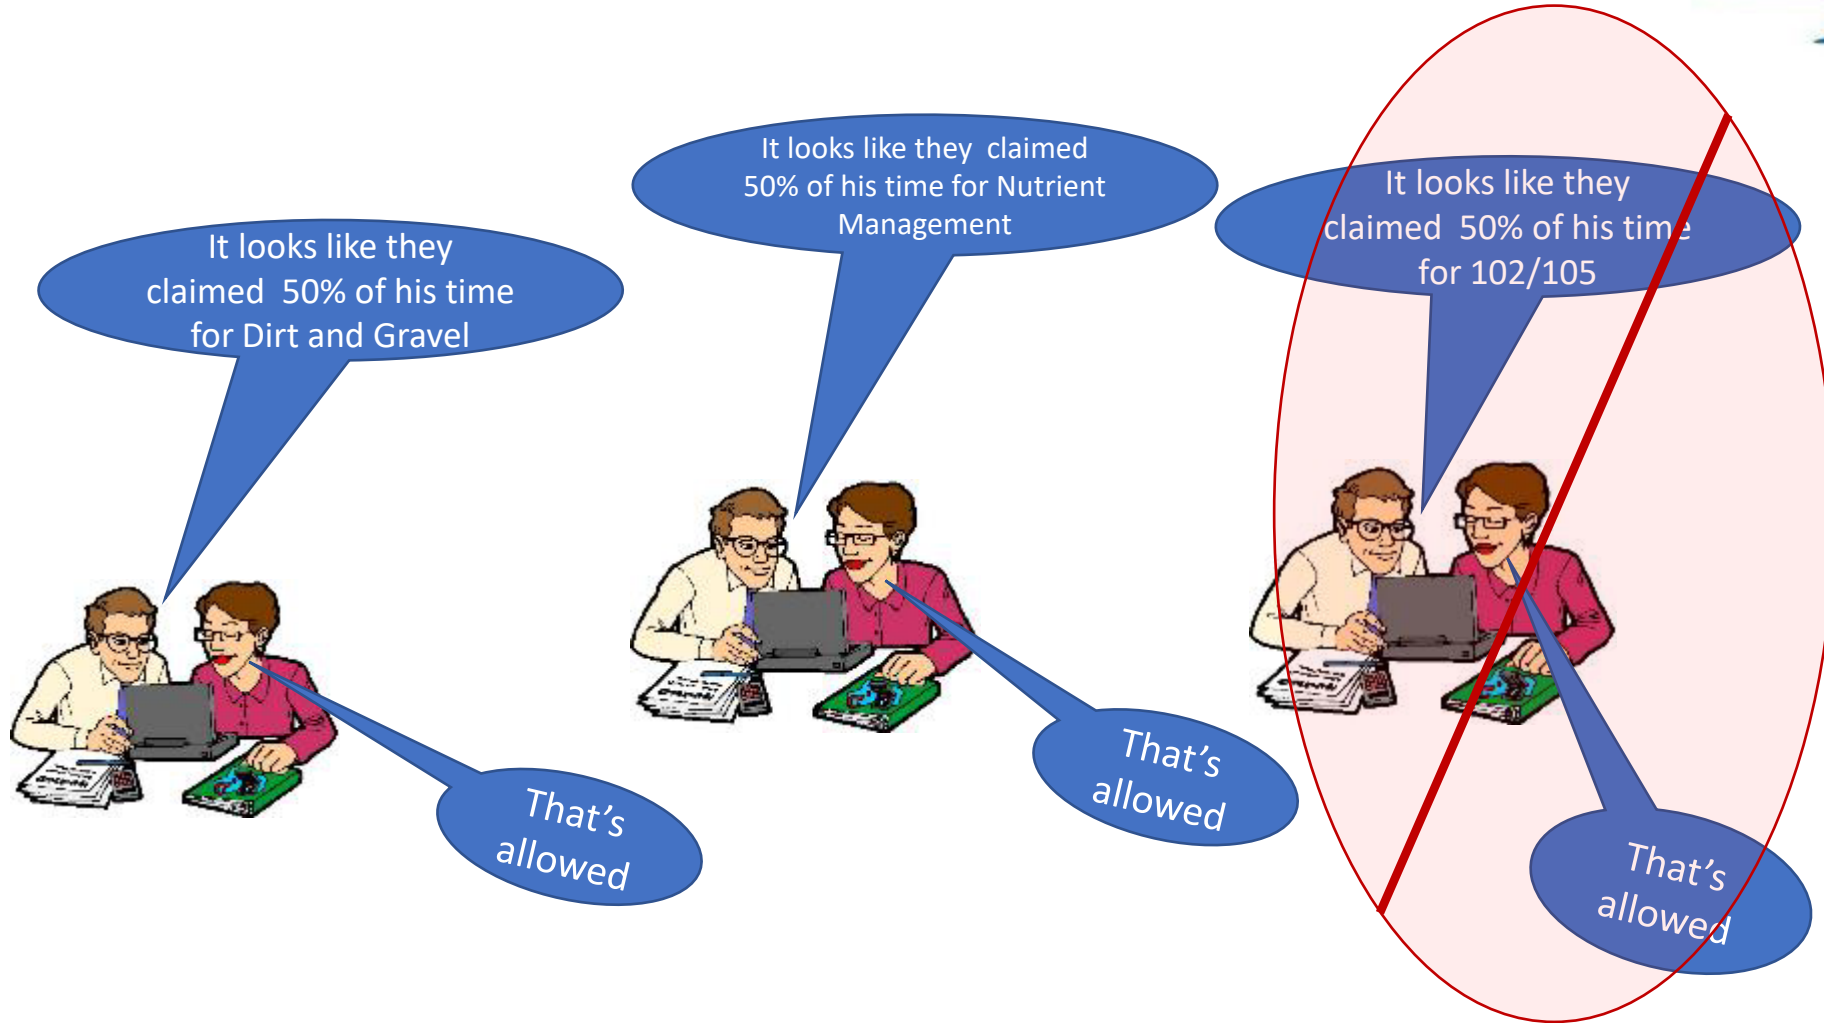 It looks like they
claimed  50% of his time
for Dirt and Gravel
That’s
allowed
It looks like they  claimed
50% of his time for Nutrient
Management
That’s
allowed
It looks like they
claimed  50% of his time
for 102/105
That’s
allowed